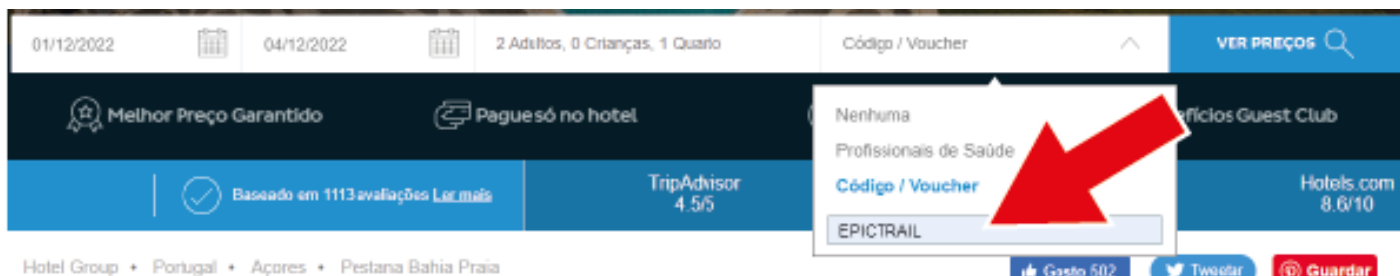 01/12/2022
04/12/2022
2 Adultos, 0 Crianças, 1 Quarto
Código / Voucher
VER PREÇOS
Melhor Preço Garantido
Pague só no hotel
Guest Club
Nenhuma
Profissionais de Saúde
Código / Voucher
EPICTRAIL
Baseado em 1113 avaliações Ler mais
TripAdvisor
4.5/5
Hotels.com
8.6/10
Hotel Group • Portugal • Açores • Pestana Bahia Praia
Gosto 502
Tweetar
Guardar